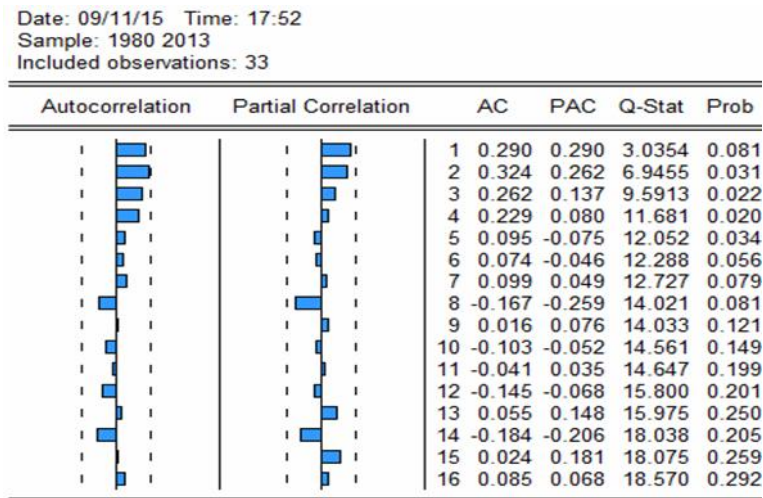 Date: 09/11/15 Time: 17:52
Sample: 1980 2013
Included observations: 33
Autocorrelation Partial Correlation AC PAC Q-Stat Prob
1 0.290 0.290 3.0354 0.081
2 0.324 0.262 6.9455 0.031
3 0.262 0.137 9.5913 0.022
4 0.229 0.080 11.681 0.020
5 0.095 -0.075 12.052 0.034
6 0.074 -0.046 12.288 0.056
7 0.099 0.049 12.727 0.079
8 -0.167 -0.259 14.021 0.081
9 0.016 0.076 14.033 0.121
10 -0.103 -0.052 14.561 0.149
11 -0.041 0.035 14.647 0.199
12 -0.145 -0.068 15.800 0.201
13 0.055 0.148 15.975 0.250
14 -0.184 -0.206 18.038 0.205
15 0.024 0.181 18.075 0.259
16 0.085 0.068 18.570 0.292